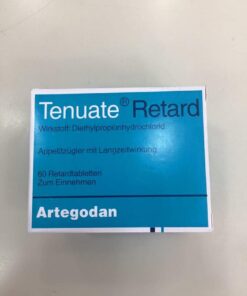 Tenuate® Retard
Wirkstoff: Diethylpropionhydrochlorid
Appetitzügler mit Langzeitwirkung
60 Retardtabletten
Zum Einnehmen
Artegodan